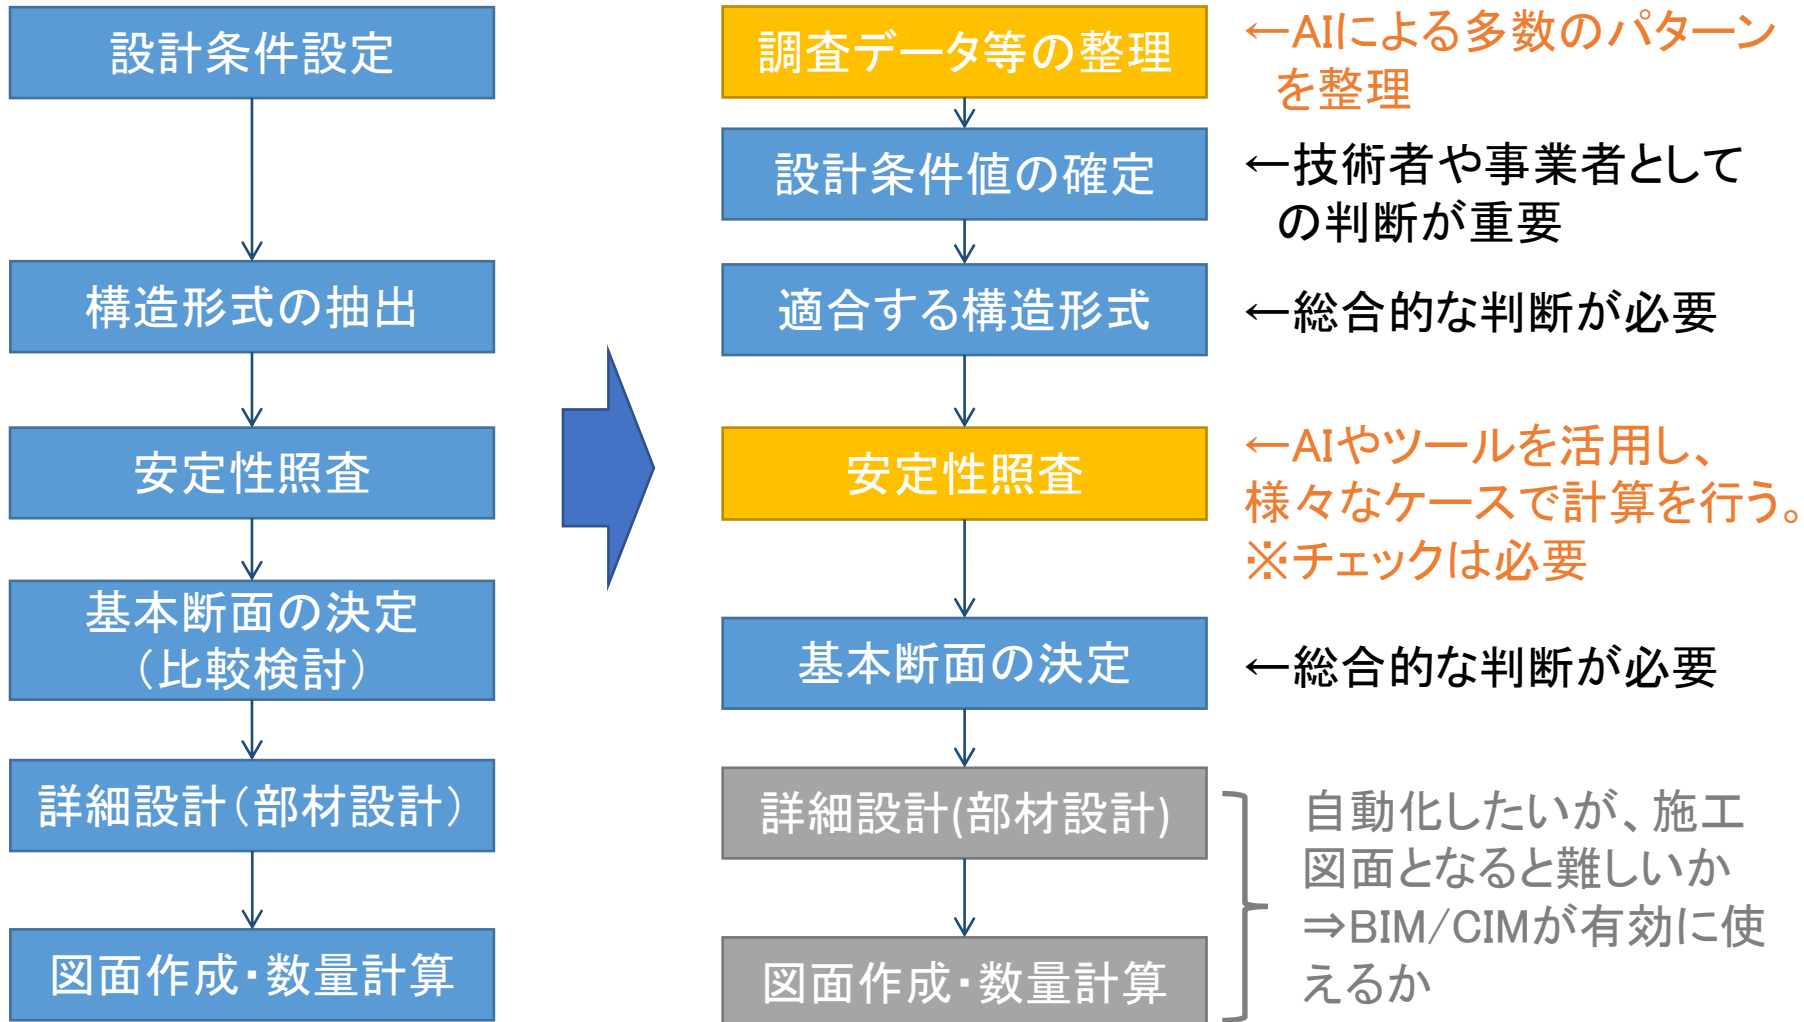 設計条件設定
構造形式の抽出
安定性照査
基本断面の決定
（比較検討）
詳細設計（部材設計）
図面作成・数量計算
調査データ等の整理
←AIによる多数のパターン
を整理
設計条件値の確定
←技術者や事業者として
の判断が重要
適合する構造形式
←総合的な判断が必要
安定性照査
←AIやツールを活用し、
様々なケースで計算を行う。
※チェックは必要
基本断面の決定
←総合的な判断が必要
詳細設計(部材設計)
図面作成・数量計算
自動化したいが、施工
図面となると難しいか
⇒BIM/CIMが有効に使
えるか